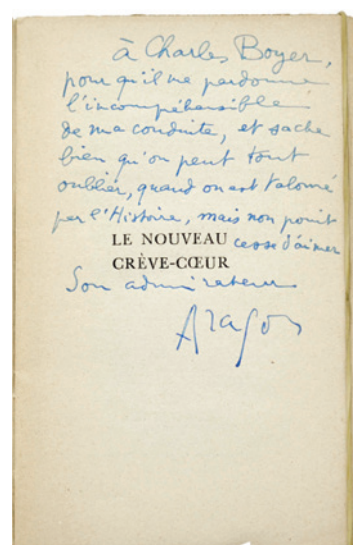 à Charles Boyer,
pour qu'il me pardonne
l'incompréhensible
de ma conduite, et sache
bien qu'on peut tout
oublier, quand on est talonné
par l'Histoire, mais non point
cesse d'aimer
LE NOUVEAU
CRÈVE-CŒUR
Son admirateur
Aragon